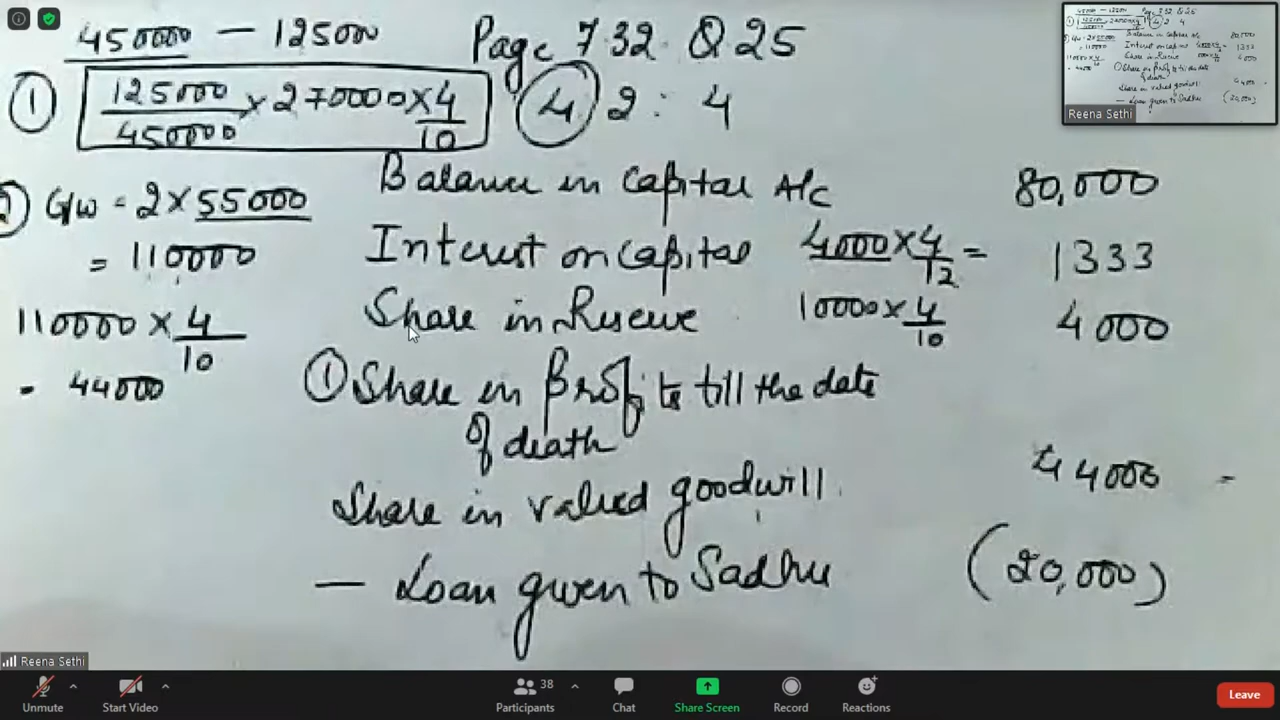 450000 — 125000
Page 732 Q25
① 125000/450000 × 270000 × 4/10
④ 2 : 4
Balance in Capital A/c 80,000
2) G/w = 2 × 55000
= 110000
Interest on Capital 4000 × 4/12 = 1333
110000 × 4/10
Share in Reserve 10000 × 4/10 4000
= 44000
① Share in Profits till the date
of death
Share in valued goodwill 44000 -
— Loan given to Sadhu (20,000)
Reena Sethi
Reena Sethi
Unmute
Start Video
38
Participants
Chat
Share Screen
Record
Reactions
Leave